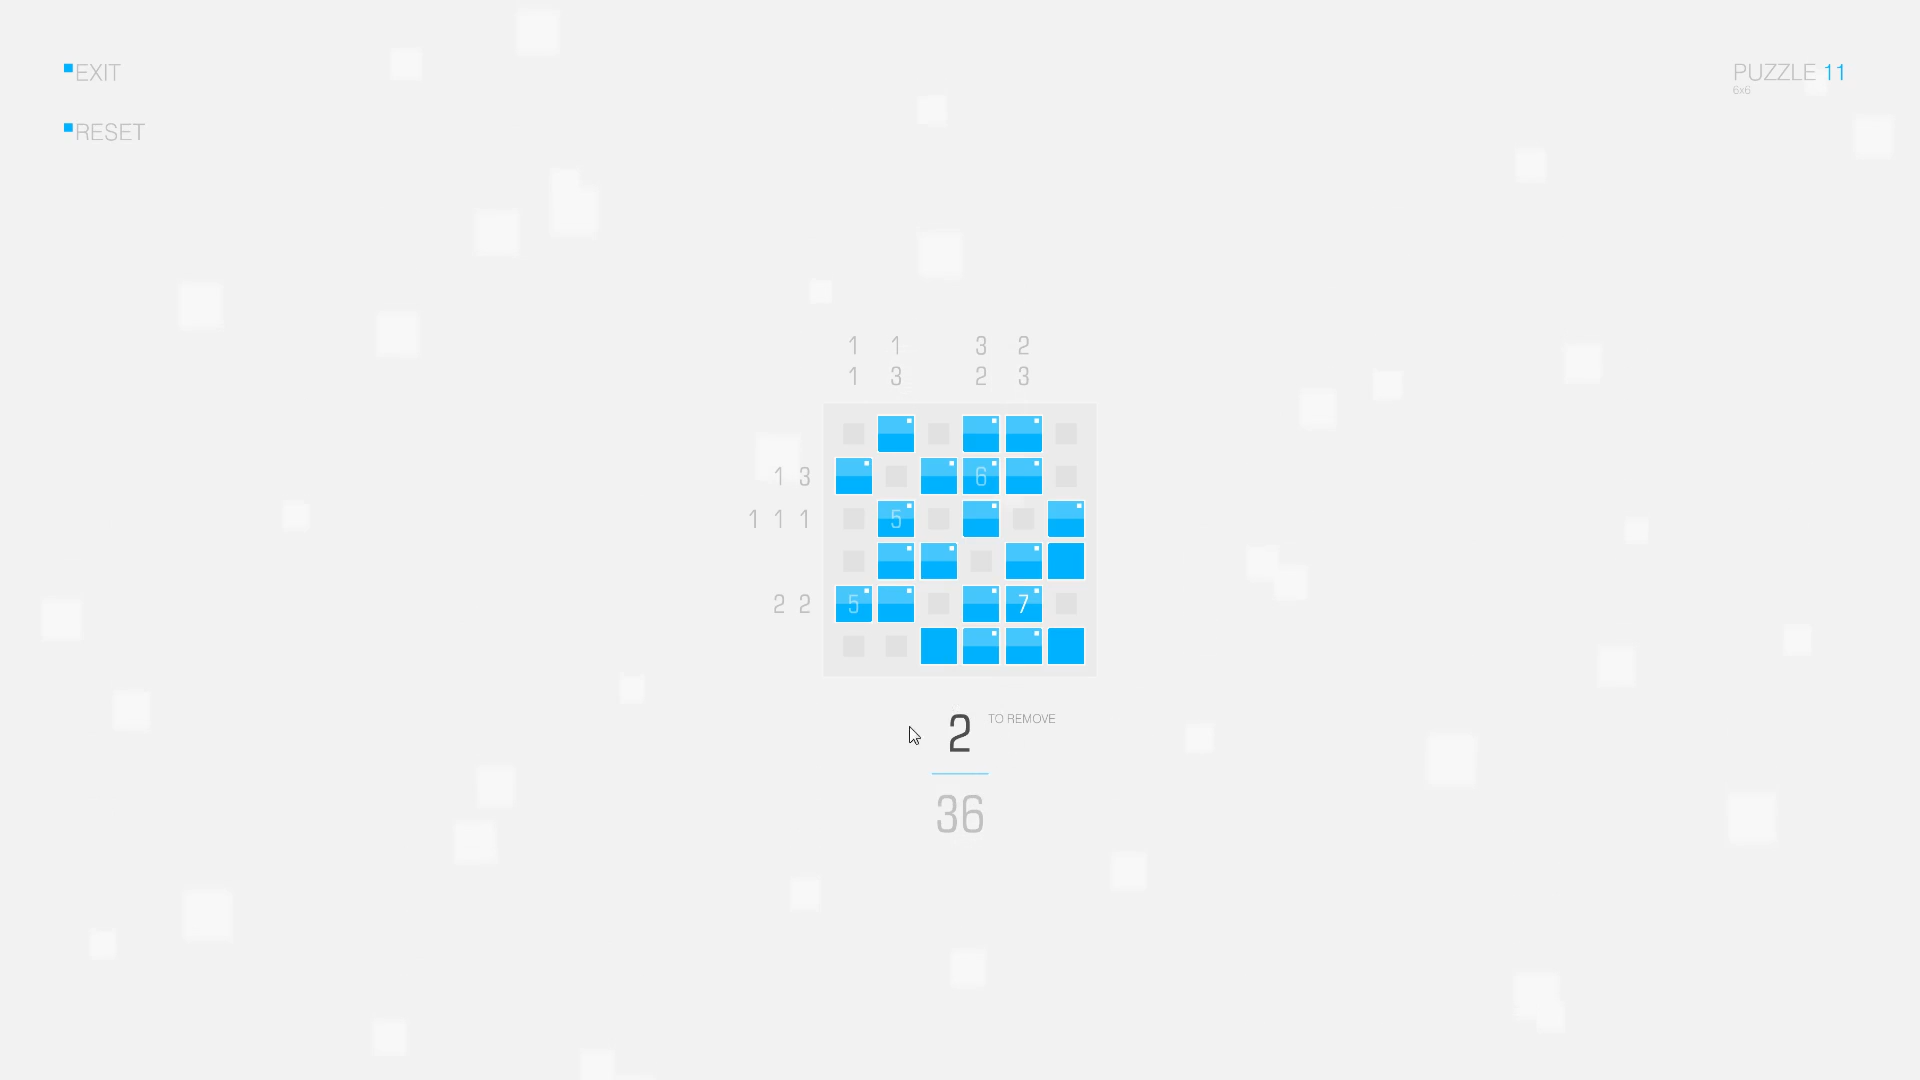 EXIT
PUZZLE 11
6x6
RESET
1 1 3 2
1 3 2 3
1 3 6
1 1 1 5
2 2 5 7
2 TO REMOVE
36